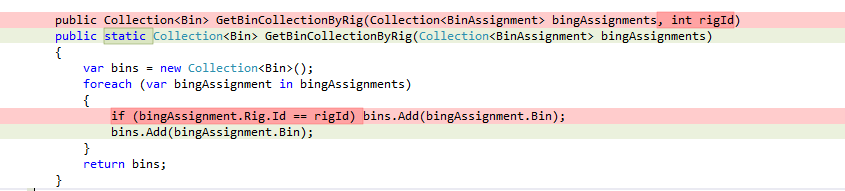 public Collection<Bin> GetBinCollectionByRig(Collection<BinAssignment> bingAssignments, int rigId)
public static Collection<Bin> GetBinCollectionByRig(Collection<BinAssignment> bingAssignments)
{
var bins = new Collection<Bin>();
foreach (var bingAssignment in bingAssignments)
{
if (bingAssignment.Rig.Id == rigId) bins.Add(bingAssignment.Bin);
bins.Add(bingAssignment.Bin);
}
return bins;
}